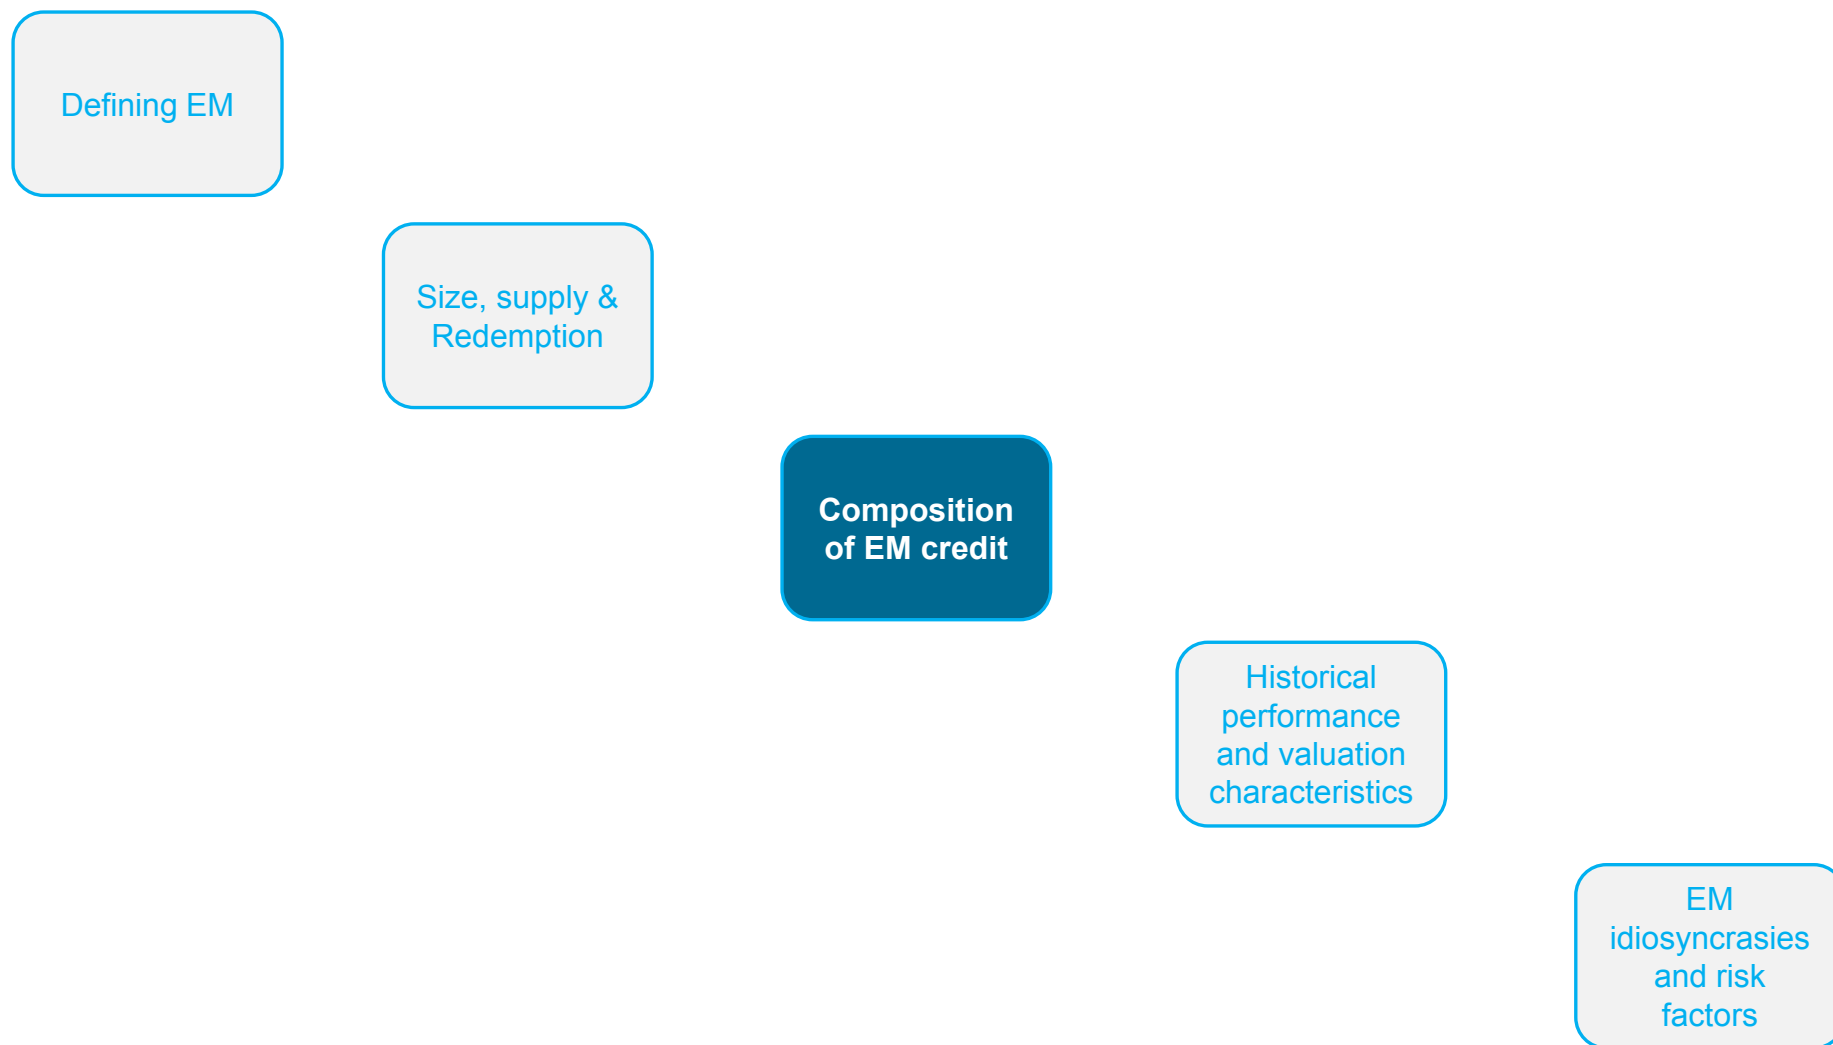 Defining EM
Size, supply &
Redemption
Composition
of EM credit
Historical
performance
and valuation
characteristics
EM
idiosyncrasies
and risk
factors